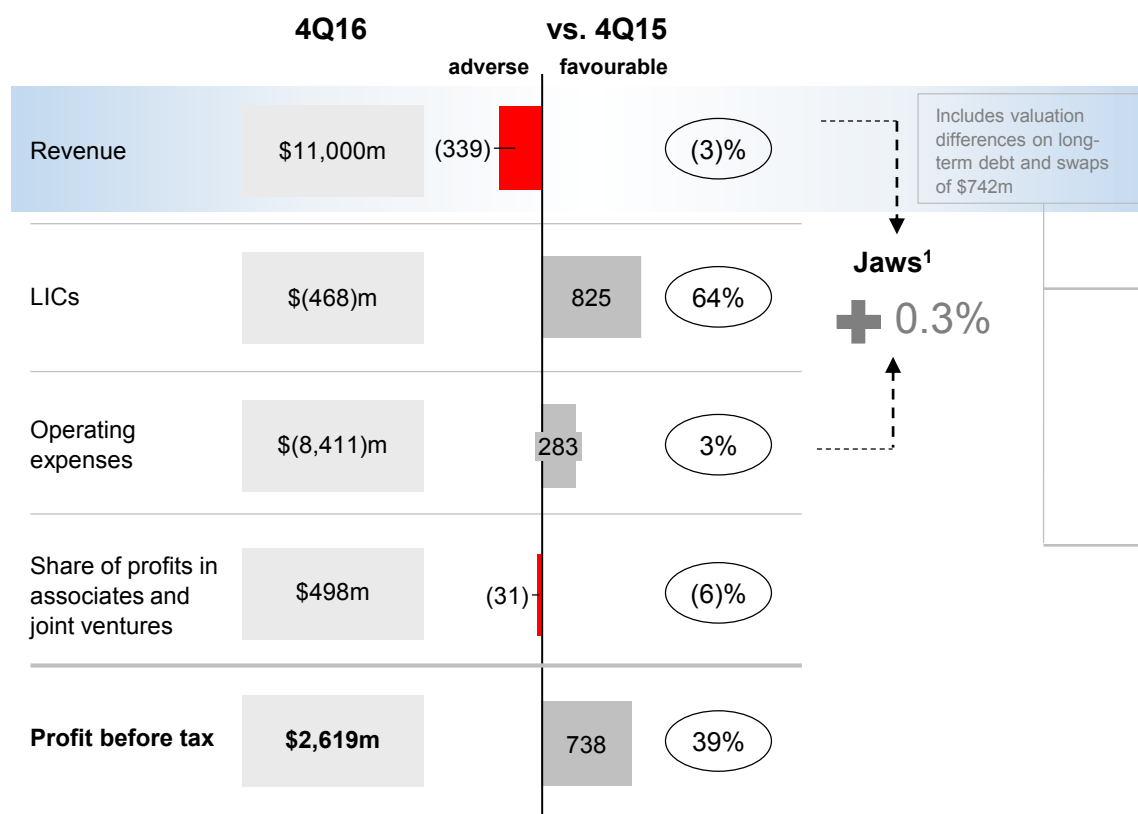 4Q16
vs. 4Q15
adverse
favourable
Revenue
$11,000m
(339)
(3)%
Includes valuation
differences on long-
term debt and swaps
of $742m
LICs
$(468)m
825
64%
Jaws¹
+ 0.3%
Operating
expenses
$(8,411)m
283
3%
Share of profits in
associates and
joint ventures
$498m
(31)
(6)%
Profit before tax
$2,619m
738
39%